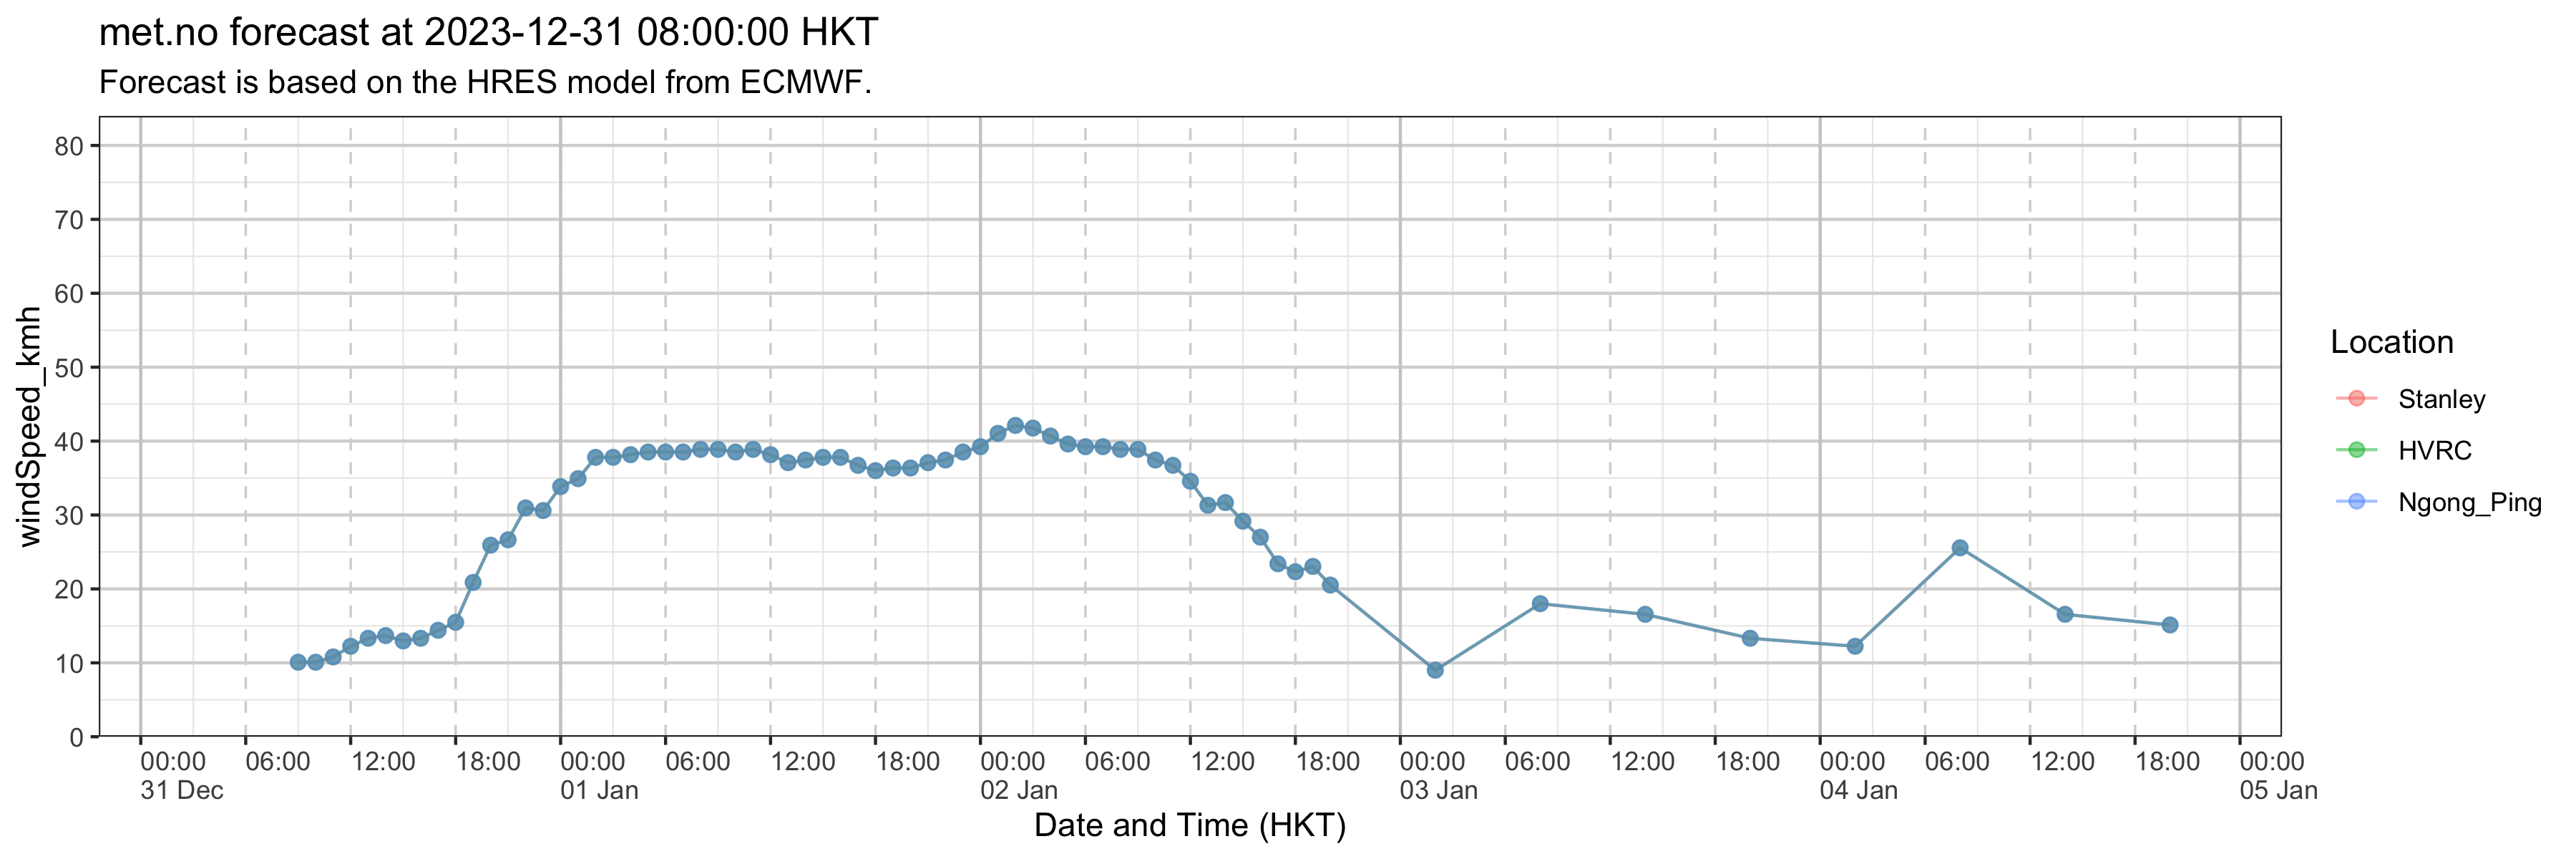 met.no forecast at 2023-12-31 08:00:00 HKT
Forecast is based on the HRES model from ECMWF.
windSpeed_kmh
80
70
60
50
40
30
20
10
0
00:00 06:00 12:00 18:00 00:00 06:00 12:00 18:00 00:00 06:00 12:00 18:00 00:00 06:00 12:00 18:00 00:00 06:00 12:00 18:00 00:00
31 Dec 01 Jan 02 Jan 03 Jan 04 Jan 05 Jan
Date and Time (HKT)
Location
Stanley
HVRC
Ngong_Ping